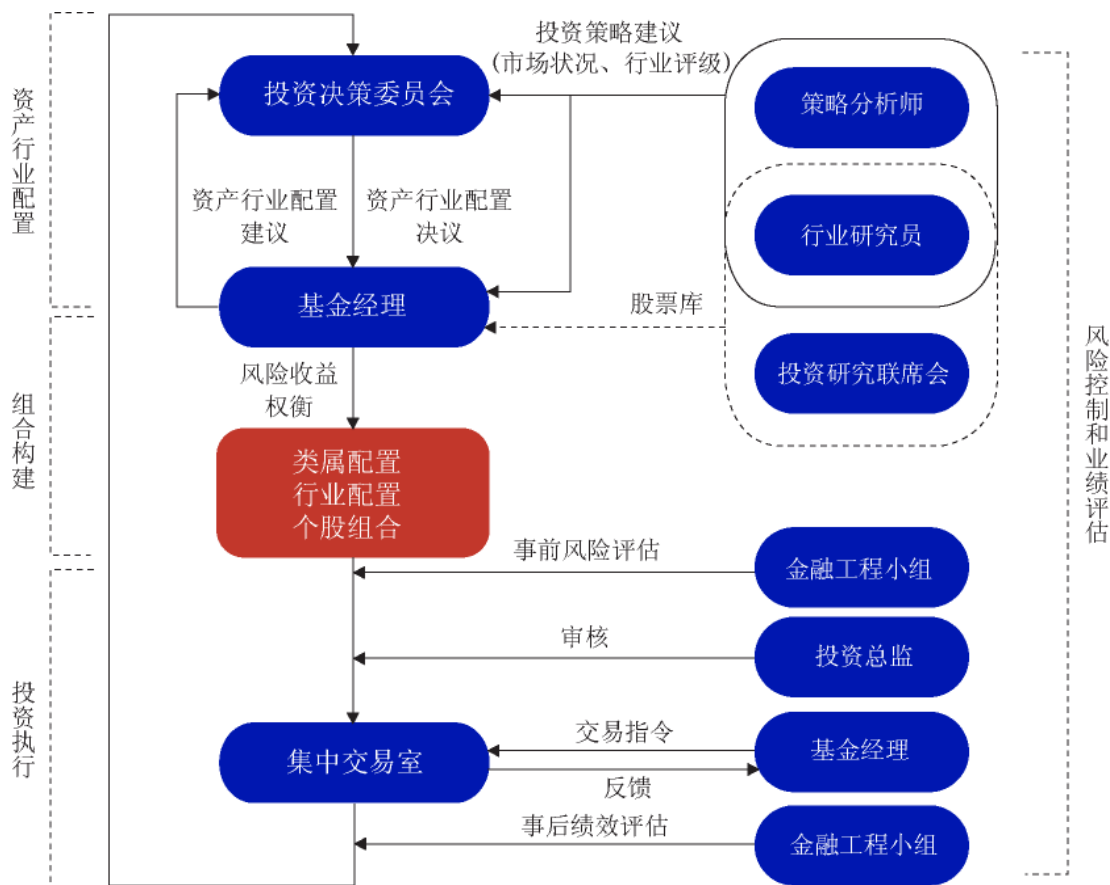 投资策略建议
(市场状况、行业评级)
投资决策委员会
策略分析师
资产行业配置
资产行业配置
建议
资产行业配置
决议
行业研究员
基金经理
股票库
投资研究联席会
风险收益
权衡
组合构建
类属配置
行业配置
个股组合
风险控制和业绩评估
事前风险评估
金融工程小组
审核
投资总监
投资执行
集中交易室
交易指令
反馈
基金经理
事后绩效评估
金融工程小组